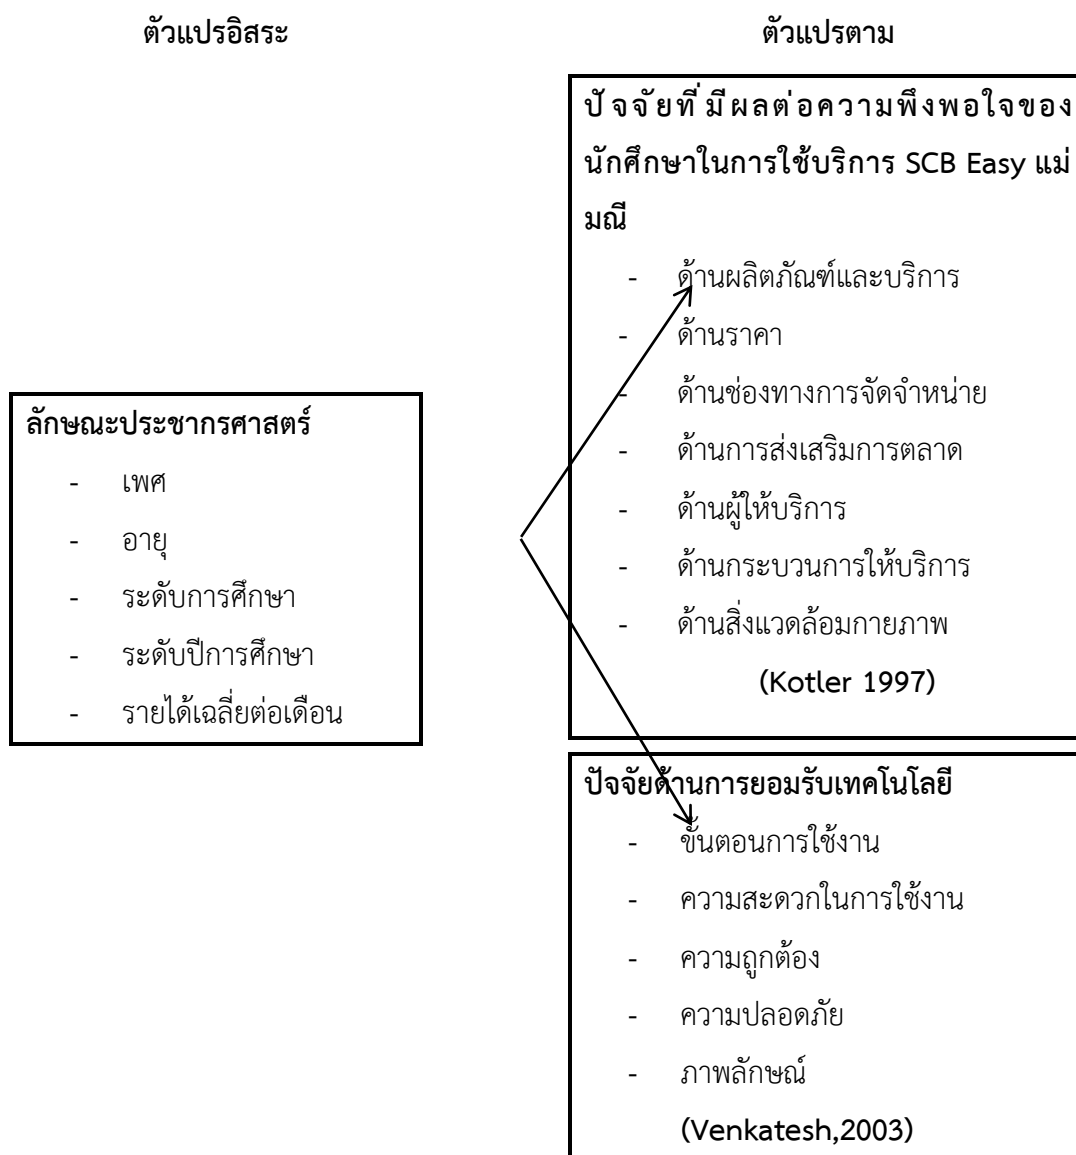 ตัวแปรอิสระ
ตัวแปรตาม
ปัจจัยที่มีผลต่อความพึงพอใจของ
นักศึกษาในการใช้บริการ SCB Easy แม่
มณี
- ด้านผลิตภัณฑ์และบริการ
- ด้านราคา
- ด้านช่องทางการจัดจำหน่าย
- ด้านการส่งเสริมการตลาด
- ด้านผู้ให้บริการ
- ด้านกระบวนการให้บริการ
- ด้านสิ่งแวดล้อมกายภาพ
(Kotler 1997)
ลักษณะประชากรศาสตร์
- เพศ
- อายุ
- ระดับการศึกษา
- ระดับปีการศึกษา
- รายได้เฉลี่ยต่อเดือน
ปัจจัยด้านการยอมรับเทคโนโลยี
- ขั้นตอนการใช้งาน
- ความสะดวกในการใช้งาน
- ความถูกต้อง
- ความปลอดภัย
- ภาพลักษณ์
(Venkatesh,2003)